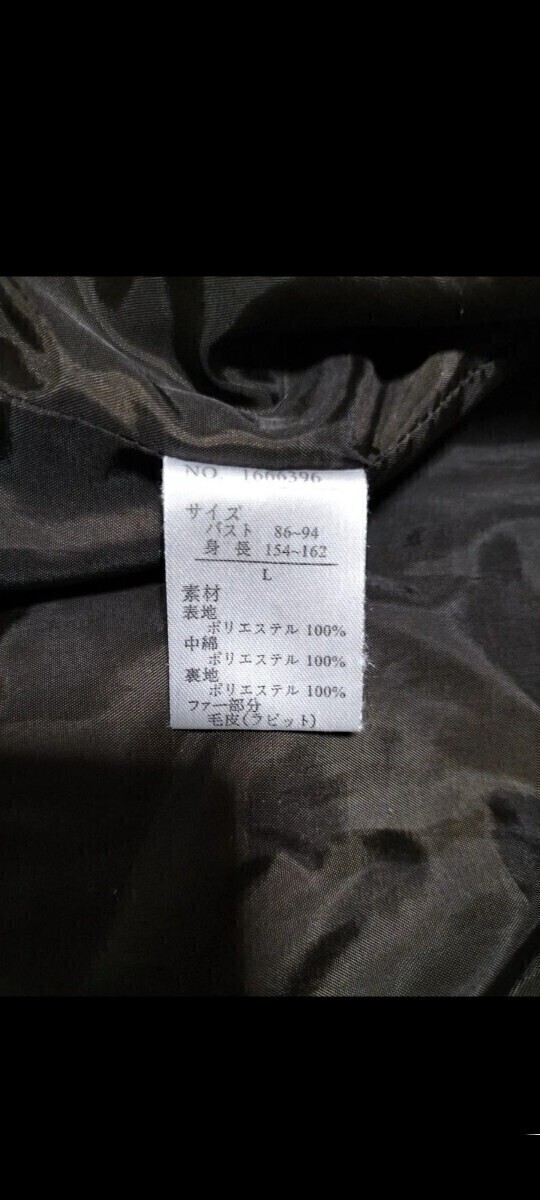 NO. 1666396
サイズ
バスト 86~94
身長 154~162
L
素材
表地
ポリエステル 100%
中綿
ポリエステル 100%
裏地
ポリエステル 100%
ファー部分
毛皮(ラビット)